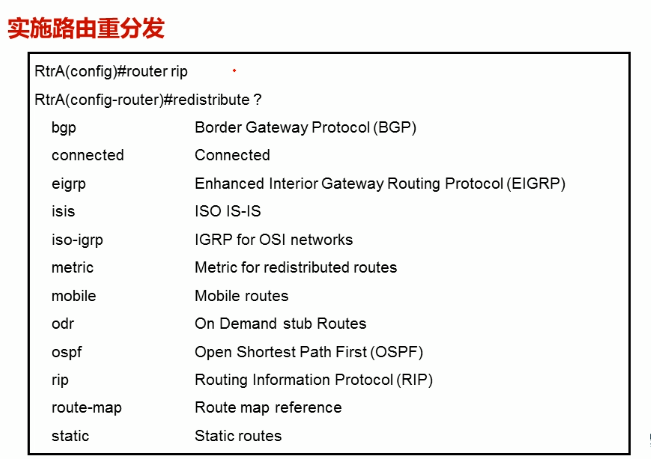 实施路由重分发
RtrA(config)#router rip
RtrA(config-router)#redistribute ?
bgp Border Gateway Protocol (BGP)
connected Connected
eigrp Enhanced Interior Gateway Routing Protocol (EIGRP)
isis ISO IS-IS
iso-igrp IGRP for OSI networks
metric Metric for redistributed routes
mobile Mobile routes
odr On Demand stub Routes
ospf Open Shortest Path First (OSPF)
rip Routing Information Protocol (RIP)
route-map Route map reference
static Static routes